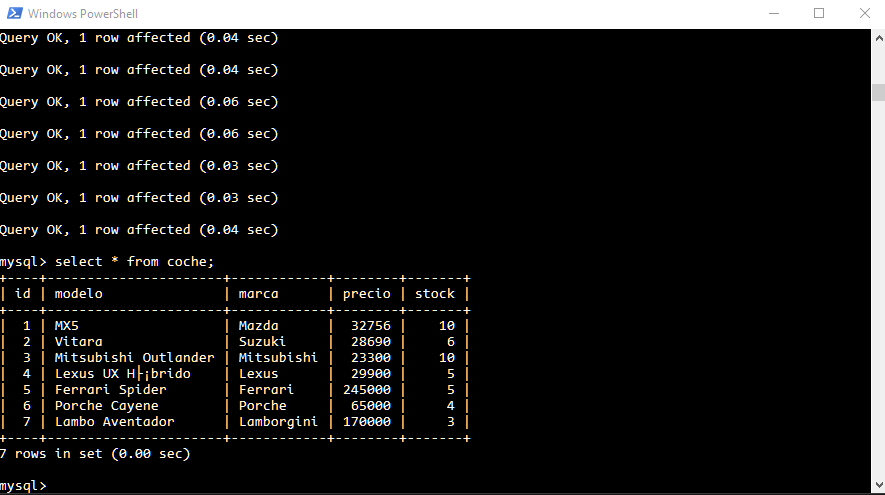 Windows PowerShell
Query OK, 1 row affected (0.04 sec)
Query OK, 1 row affected (0.04 sec)
Query OK, 1 row affected (0.06 sec)
Query OK, 1 row affected (0.06 sec)
Query OK, 1 row affected (0.03 sec)
Query OK, 1 row affected (0.03 sec)
Query OK, 1 row affected (0.04 sec)
mysql> select * from coche;
+----+----------------------+------------+--------+-------+
| id | modelo               | marca      | precio | stock |
+----+----------------------+------------+--------+-------+
|  1 | MX5                  | Mazda      |  32756 |    10 |
|  2 | Vitara               | Suzuki     |  28690 |     6 |
|  3 | Mitsubishi Outlander | Mitsubishi |  23300 |    10 |
|  4 | Lexus UX H├¡brido    | Lexus      |  29900 |     5 |
|  5 | Ferrari Spider       | Ferrari    | 245000 |     5 |
|  6 | Porche Cayene        | Porche     |  65000 |     4 |
|  7 | Lambo Aventador      | Lamborgini | 170000 |     3 |
+----+----------------------+------------+--------+-------+
7 rows in set (0.00 sec)
mysql>